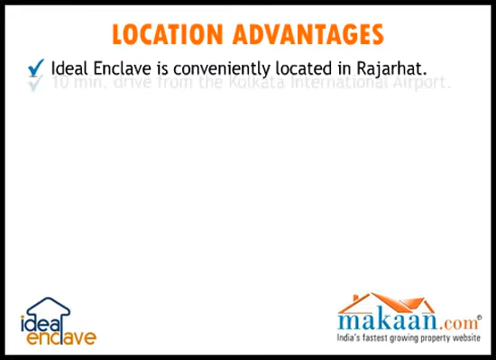 LOCATION ADVANTAGES
Ideal Enclave is conveniently located in Rajarhat.
10 min. drive from the Kolkata International Airport.
ideal
enclave
makaan.com
India's fastest growing property website